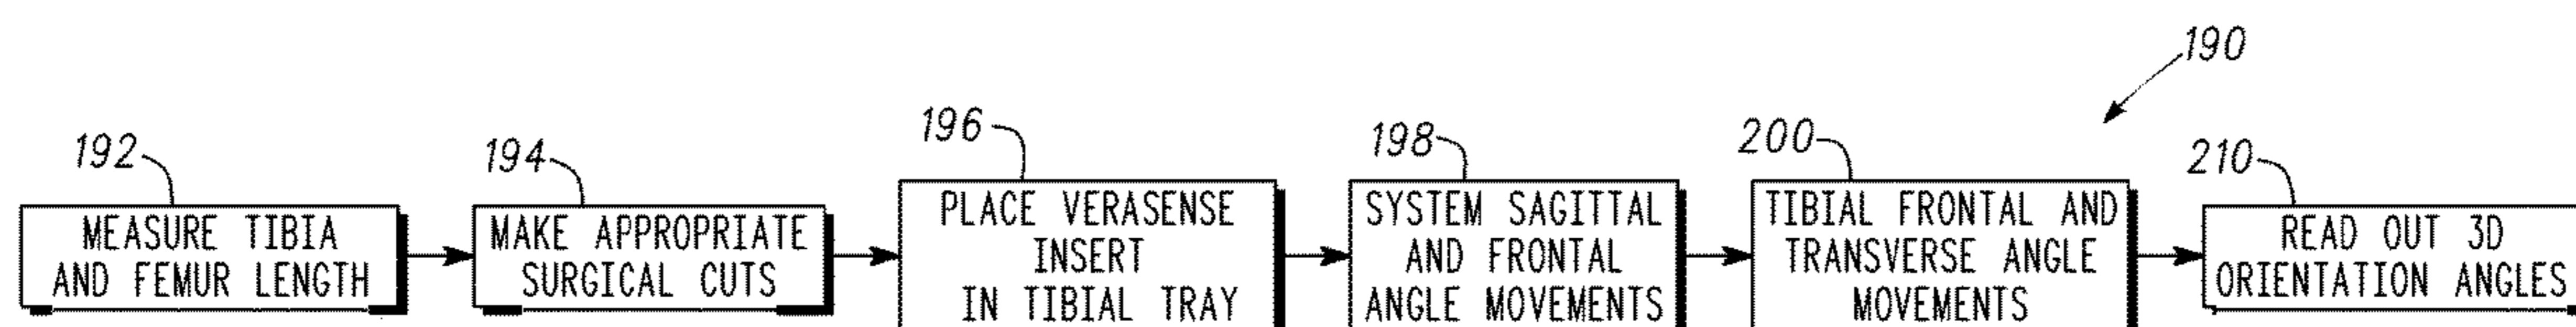 190
192
MEASURE TIBIA
AND FEMUR LENGTH
194
MAKE APPROPRIATE
SURGICAL CUTS
196
PLACE VERASENSE
INSERT
IN TIBIAL TRAY
198
SYSTEM SAGITTAL
AND FRONTAL
ANGLE MOVEMENTS
200
TIBIAL FRONTAL AND
TRANSVERSE ANGLE
MOVEMENTS
210
READ OUT 3D
ORIENTATION ANGLES